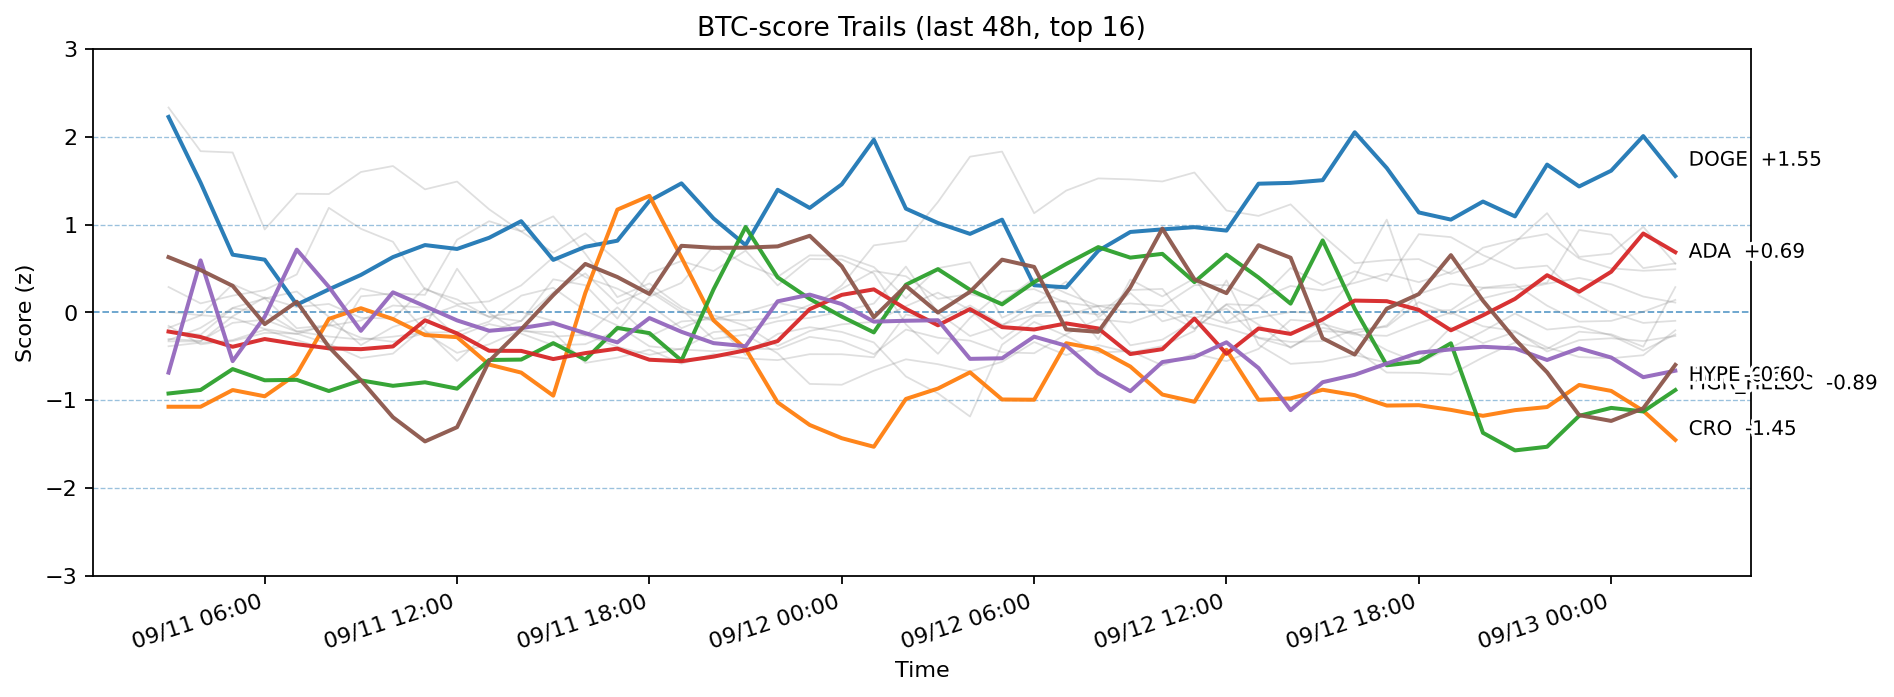 BTC-score Trails (last 48h, top 16)
Score (z)
3
2
1
0
−1
−2
−3
DOGE +1.55
ADA +0.69
HYPE -0.60
-0.89
CRO -1.45
09/11 06:00
09/11 12:00
09/11 18:00
09/12 00:00
09/12 06:00
09/12 12:00
09/12 18:00
09/13 00:00
Time